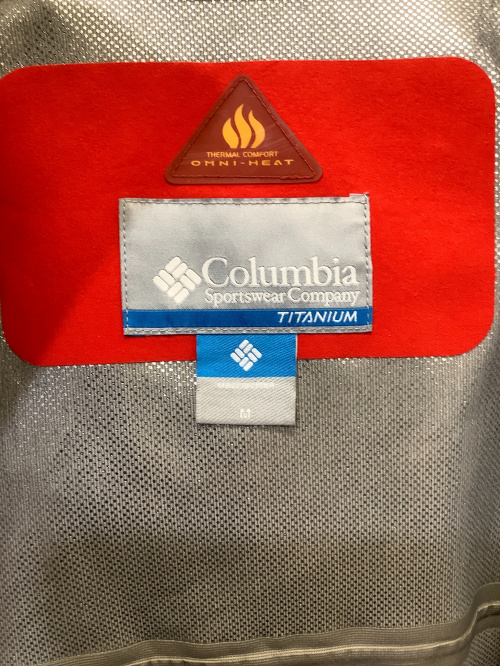 THERMAL COMFORT
OMNI-HEAT
Columbia
Sportswear Company
TITANIUM
M